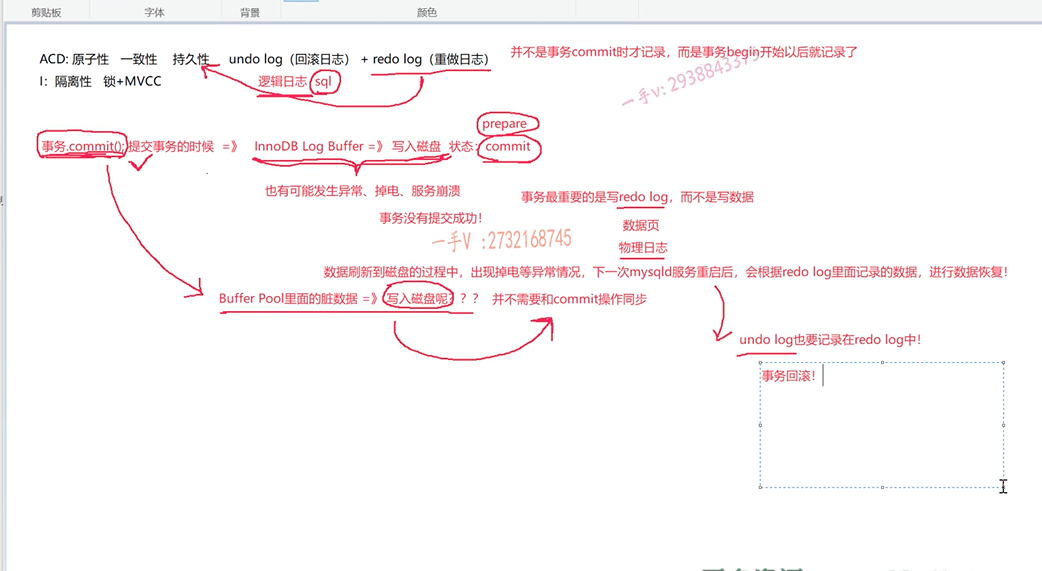 剪贴板 字体 背景 颜色
ACD: 原子性 一致性 持久性 undo log（回滚日志） + redo log（重做日志） 并不是事务commit时才记录，而是事务begin开始以后就记录了
I：隔离性 锁+MVCC 逻辑日志 sql
一手v: 2938843379
prepare
事务.commit(); 提交事务的时候 =》 InnoDB Log Buffer =》 写入磁盘 状态： commit
也有可能发生异常、掉电、服务崩溃
事务最重要的是写redo log，而不是写数据
事务没有提交成功！
数据页
一手V :2732168745
物理日志
数据刷新到磁盘的过程中，出现掉电等异常情况，下一次mysqld服务重启后，会根据redo log里面记录的数据，进行数据恢复！
Buffer Pool里面的脏数据 =》 写入磁盘呢？？？ 并不需要和commit操作同步
undo log也要记录在redo log中！
事务回滚！